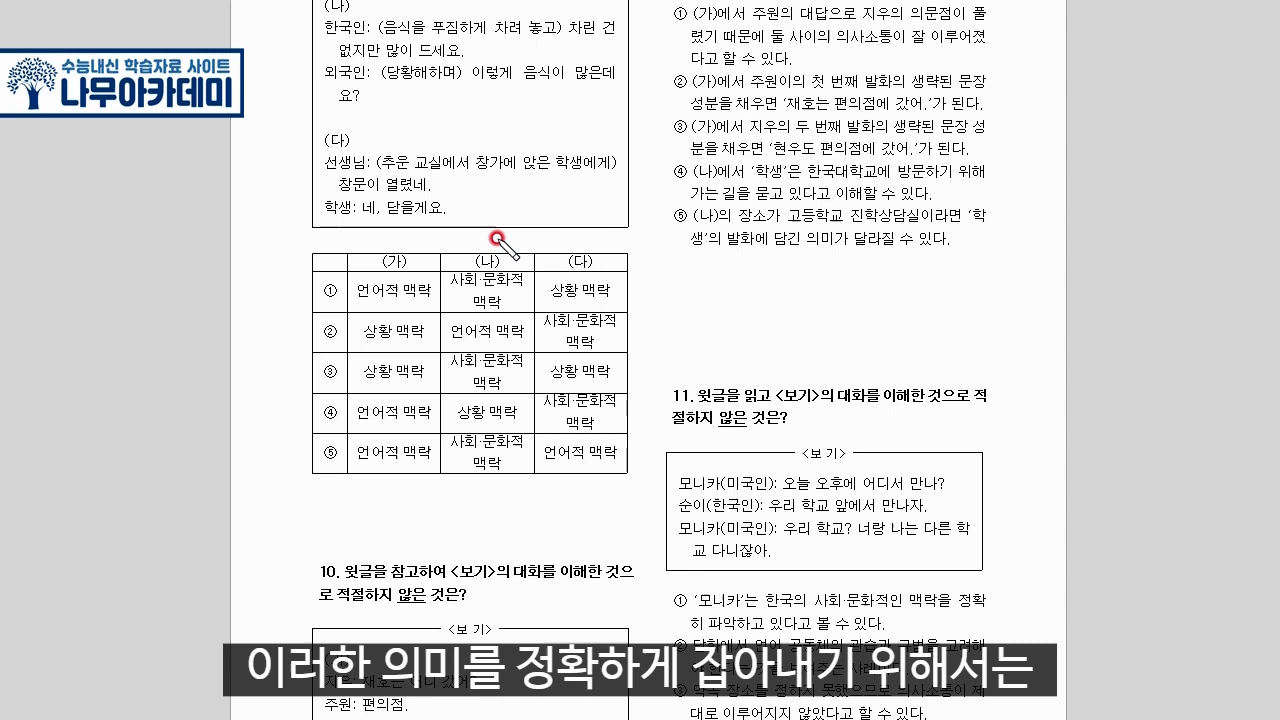 수능내신 학습자료 사이트
나무아카데미
(나)
한국인: (음식을 푸짐하게 차려 놓고) 차린 건
없지만 많이 드세요.
외국인: (당황해하며) 이렇게 음식이 많은데
요?
(다)
선생님: (추운 교실에서 창가에 앉은 학생에게)
창문이 열렸네.
학생: 네, 닫을게요.
(가) (나) (다)
① 언어적 맥락 사회·문화적 맥락 상황 맥락
② 상황 맥락 언어적 맥락 사회·문화적 맥락
③ 상황 맥락 사회·문화적 맥락 상황 맥락
④ 언어적 맥락 상황 맥락 사회·문화적 맥락
⑤ 언어적 맥락 사회·문화적 맥락 언어적 맥락
10. 윗글을 참고하여 <보기>의 대화를 이해한 것으
로 적절하지 않은 것은?
<보 기>
주원: 편의점.
① (가)에서 주원의 대답으로 지우의 의문점이 풀
렸기 때문에 둘 사이의 의사소통이 잘 이루어졌
다고 할 수 있다.
② (가)에서 주원이의 첫 번째 발화의 생략된 문장
성분을 채우면 '재호는 편의점에 갔어.'가 된다.
③ (가)에서 지우의 두 번째 발화의 생략된 문장 성
분을 채우면 '현우도 편의점에 갔어.'가 된다.
④ (나)에서 '학생'은 한국대학교에 방문하기 위해
가는 길을 묻고 있다고 이해할 수 있다.
⑤ (나)의 장소가 고등학교 진학상담실이라면 '학
생'의 발화에 담긴 의미가 달라질 수 있다.
11. 윗글을 읽고 <보기>의 대화를 이해한 것으로 적
절하지 않은 것은?
<보 기>
모니카(미국인): 오늘 오후에 어디서 만나?
순이(한국인): 우리 학교 앞에서 만나자.
모니카(미국인): 우리 학교? 너랑 나는 다른 학
교 다니잖아.
① '모니카'는 한국의 사회·문화적인 맥락을 정확
히 파악하고 있다고 볼 수 있다.
대로 이루어지지 않았다고 할 수 있다.
이러한 의미를 정확하게 잡아내기 위해서는